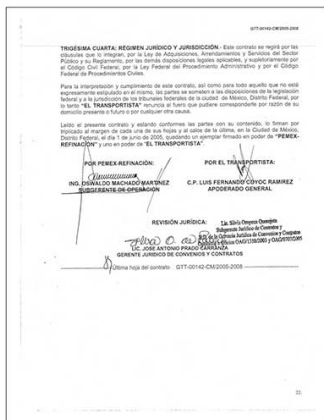 GTT-00142-CM/2005-2008
TRIGÉSIMA CUARTA: RÉGIMEN JURÍDICO Y JURISDICCIÓN - Este contrato se regirá por las
cláusulas que lo integran, por la Ley de Adquisiciones, Arrendamientos y Servicios del Sector
Público y su Reglamento, por las demás disposiciones legales aplicables, y supletoriamente por
el Código Civil Federal, por la Ley Federal del Procedimiento Administrativo y por el Código
Federal de Procedimientos Civiles.
Para la interpretación y cumplimiento de este contrato, así como para todo aquello que no está
expresamente estipulado en el mismo, las partes se someten a las disposiciones de la legislación
federal y a la jurisdicción de los tribunales federales de la ciudad de México, Distrito Federal, por
lo tanto "EL TRANSPORTISTA" renuncia al fuero que pudiese corresponderle por razón de su
domicilio presente o futuro o por cualquier otra causa.
Leído el presente contrato y estando conformes las partes con su contenido, lo firman por
triplicado al margen de cada una de sus hojas y al calce de la última, en la Ciudad de México,
Distrito Federal, el día 1 de junio de 2005, quedando un ejemplar firmado en poder de "PEMEX-
REFINACIÓN" y uno en poder de "EL TRANSPORTISTA".
POR PEMEX-REFINACIÓN:
POR EL TRANSPORTISTA:
ING. OSWALDO MACHADO MARTÍNEZ
SUBGERENTE DE OPERACIÓN
C.P. LUIS FERNANDO COYOC RAMIREZ
APODERADO GENERAL
REVISIÓN JURÍDICA:
Lic. Silvia Oropeza Querejeta
Subgerente Jurídico de Convenios y
LIC. JOSE ANTONIO PRADO CARRANZA
GERENTE JURIDICO DE CONVENIOS Y CONTRATOS
Última hoja del contrato GTT-00142-CM/2005-2008